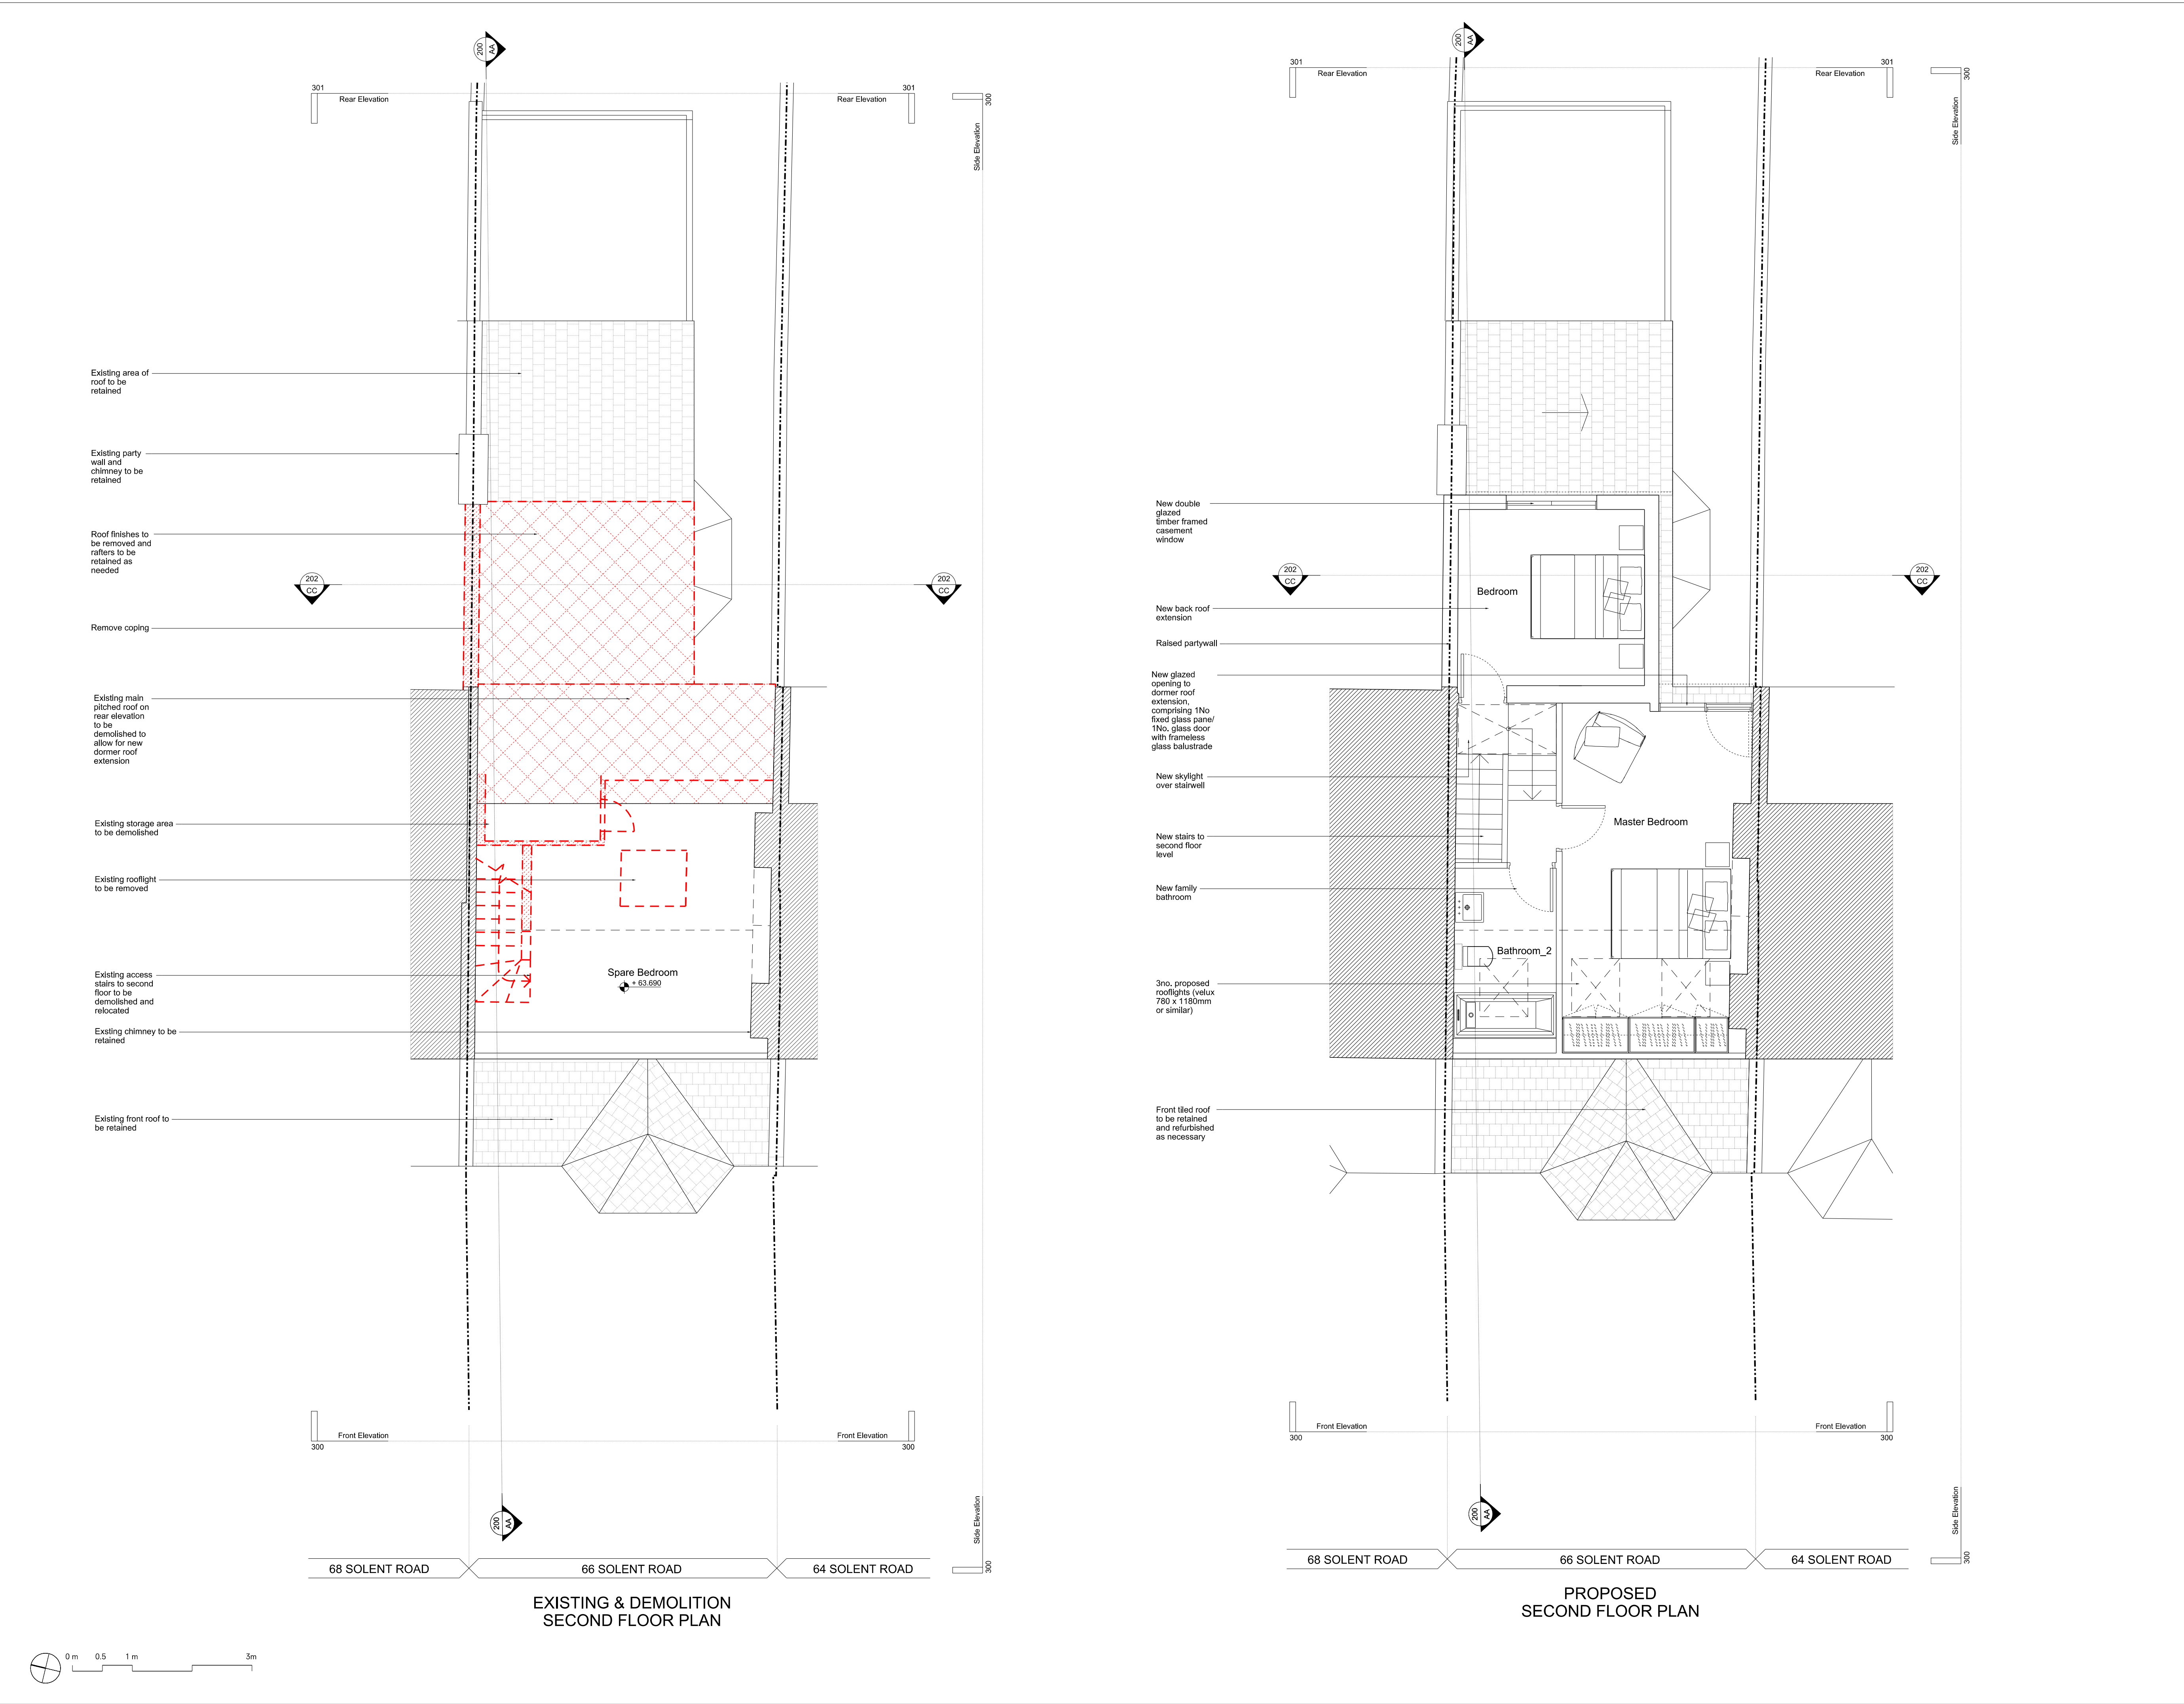 200
AA
301
Rear Elevation
301
Rear Elevation
300
Side Elevation
Existing area of
roof to be
retained
Existing party
wall and
chimney to be
retained
Roof finishes to
be removed and
rafters to be
retained as
needed
202
CC
202
CC
Remove coping
Existing main
pitched roof on
rear elevation
to be
demolished to
allow for new
dormer roof
extension
Existing storage area
to be demolished
Existing rooflight
to be removed
Existing access
stairs to second
floor to be
demolished and
relocated
Spare Bedroom
+ 63.690
Exsting chimney to be
retained
Existing front roof to
be retained
Front Elevation
300
Front Elevation
300
200
AA
Side Elevation
300
68 SOLENT ROAD
66 SOLENT ROAD
64 SOLENT ROAD
EXISTING & DEMOLITION
SECOND FLOOR PLAN
0 m
0.5
1 m
3m
200
AA
301
Rear Elevation
301
Rear Elevation
300
Side Elevation
New double
glazed
timber framed
casement
window
202
CC
202
CC
Bedroom
New back roof
extension
Raised partywall
New glazed
opening to
dormer roof
extension,
comprising 1No
fixed glass pane/
1No. glass door
with frameless
glass balustrade
New skylight
over stairwell
Master Bedroom
New stairs to
second floor
level
New family
bathroom
Bathroom_2
3no. proposed
rooflights (velux
780 x 1180mm
or similar)
Front tiled roof
to be retained
and refurbished
as necessary
Front Elevation
300
Front Elevation
300
200
AA
Side Elevation
300
68 SOLENT ROAD
66 SOLENT ROAD
64 SOLENT ROAD
PROPOSED
SECOND FLOOR PLAN